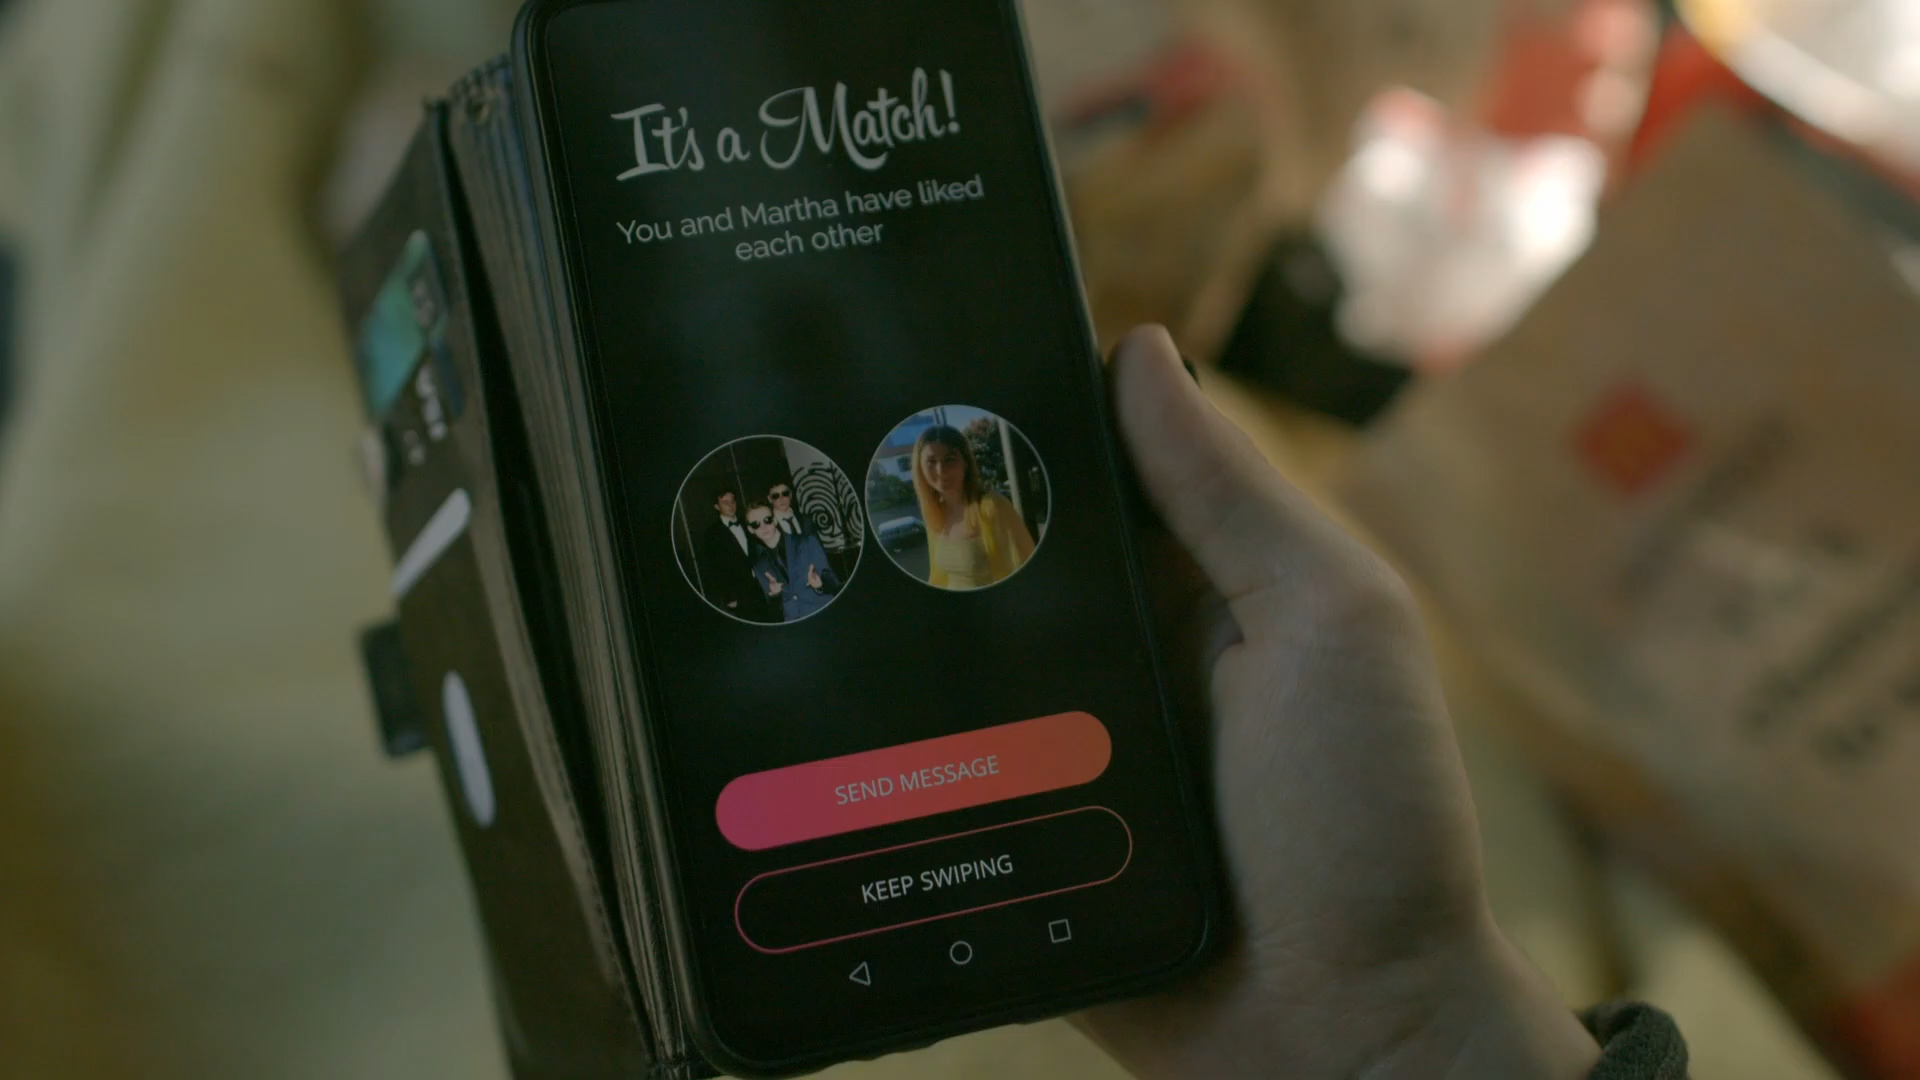 It's a Match!
You and Martha have liked
each other
SEND MESSAGE
KEEP SWIPING